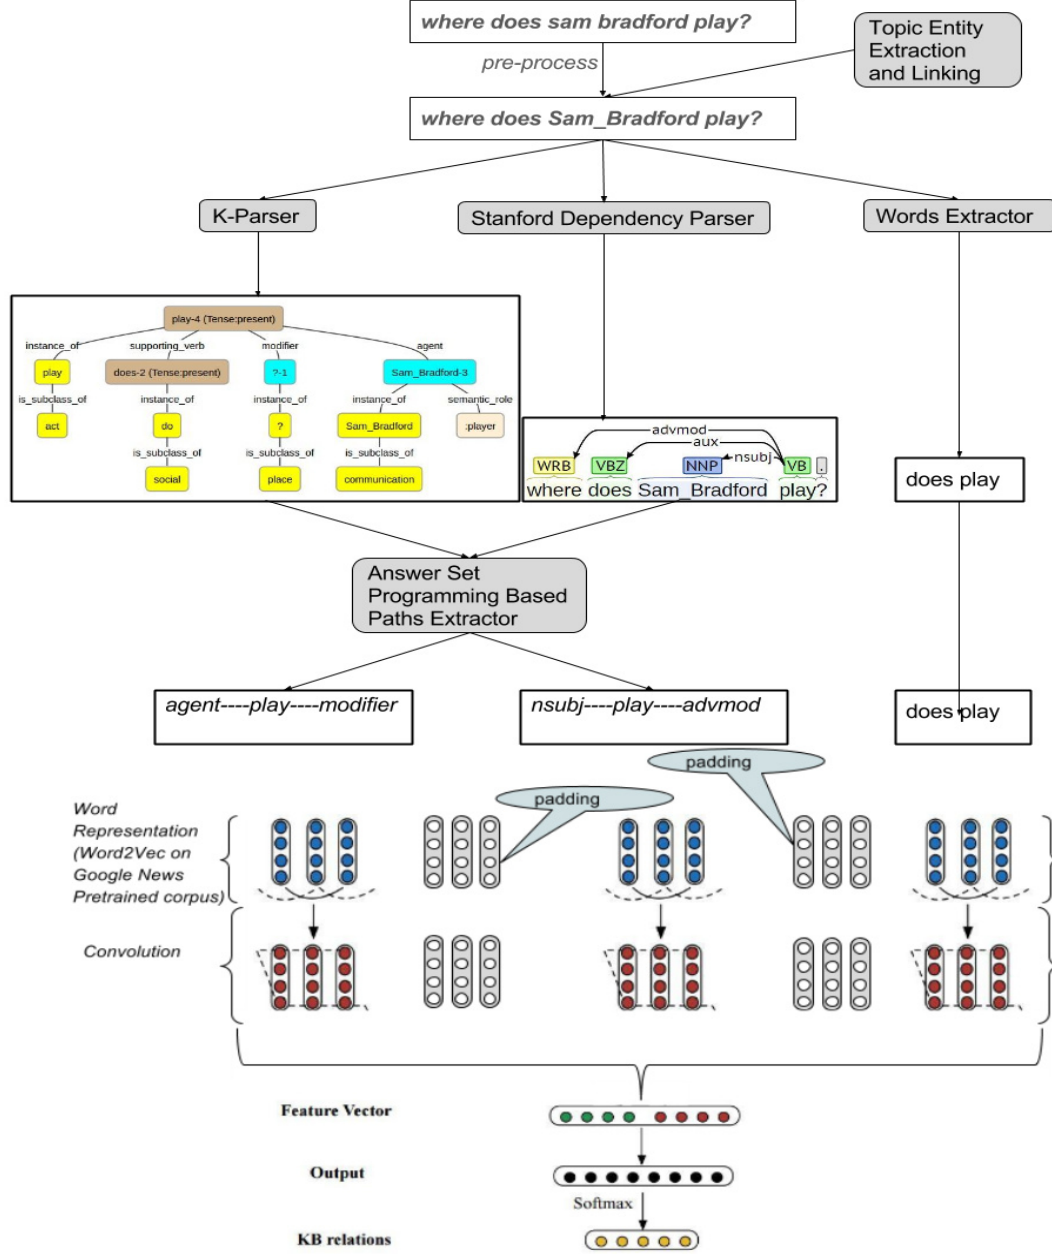 where does sam bradford play?
Topic Entity
Extraction
and Linking
pre-process
where does Sam_Bradford play?
K-Parser
Stanford Dependency Parser
Words Extractor
play-4 (Tense:present)
instance_of supporting_verb modifier agent
play does-2 (Tense:present) ?-1 Sam_Bradford-3
is_subclass_of instance_of instance_of instance_of semantic_role
act do ? Sam_Bradford :player
is_subclass_of is_subclass_of is_subclass_of
social place communication
advmod
aux
nsubj
WRB VBZ NNP VB .
where does Sam_Bradford play?
does play
Answer Set
Programming Based
Paths Extractor
agent----play----modifier
nsubj----play----advmod
does play
padding
padding
Word
Representation
(Word2Vec on
Google News
Pretrained corpus)
Convolution
Feature Vector
Output
Softmax
KB relations